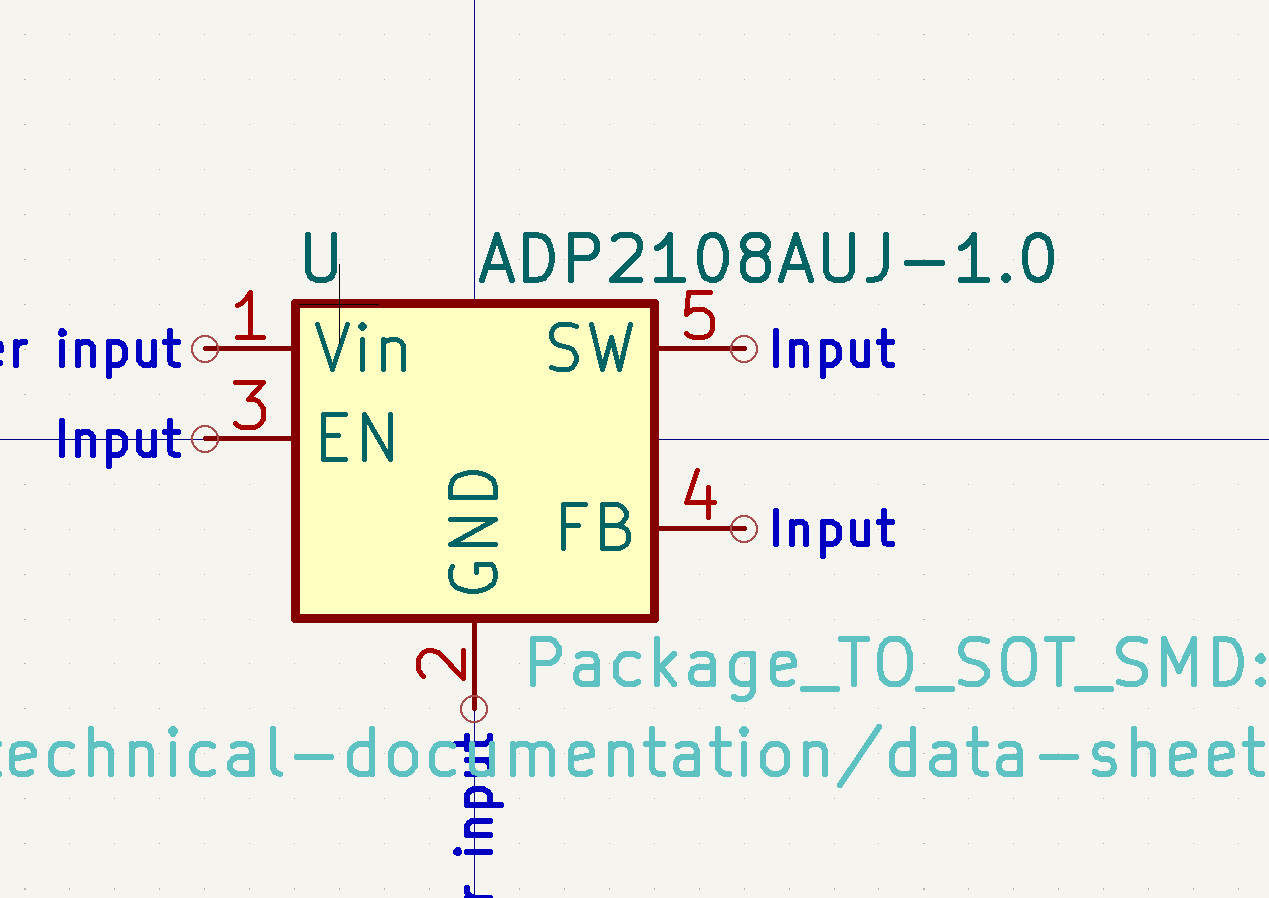 U ADP2108AUJ-1.0
er input 1 Vin SW 5 Input
Input 3 EN
GND
FB 4 Input
2
Package_TO_SOT_SMD:
technical-documentation/data-sheet
r input